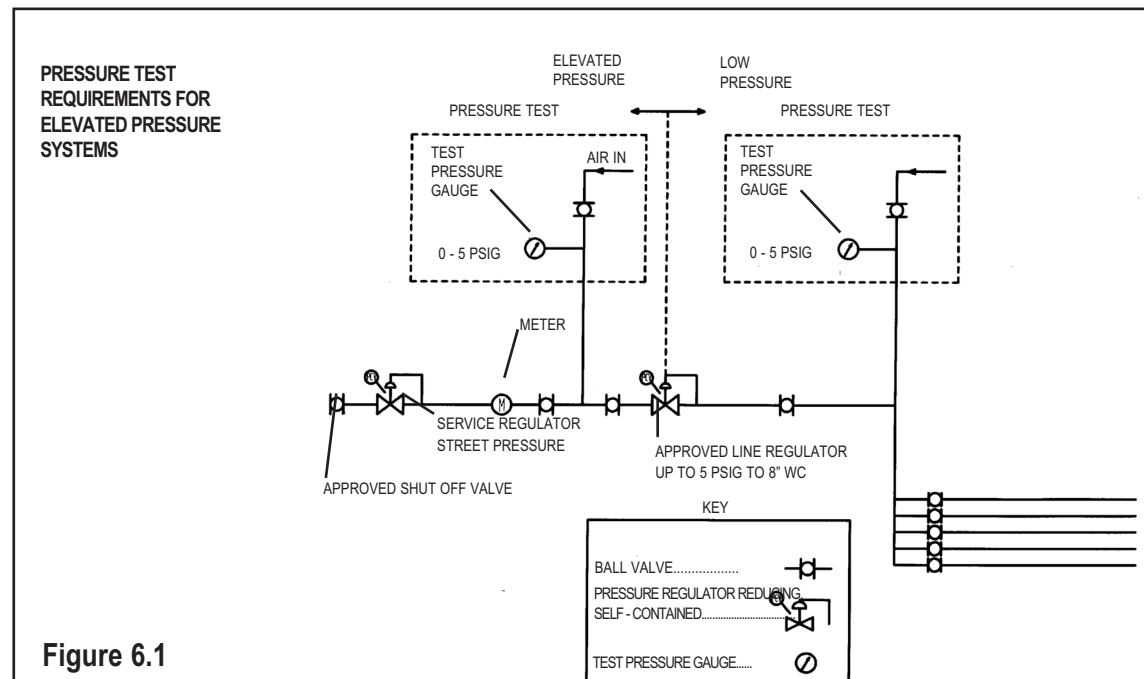 PRESSURE TEST
REQUIREMENTS FOR
ELEVATED PRESSURE
SYSTEMS
ELEVATED
PRESSURE
LOW
PRESSURE
PRESSURE TEST
PRESSURE TEST
TEST
PRESSURE
GAUGE
AIR IN
0 - 5 PSIG
TEST
PRESSURE
GAUGE
0 - 5 PSIG
METER
M
SERVICE REGULATOR
STREET PRESSURE
APPROVED LINE REGULATOR
UP TO 5 PSIG TO 8" WC
APPROVED SHUT OFF VALVE
KEY
BALL VALVE..................
PRESSURE REGULATOR REDUCING,
SELF - CONTAINED..................................
TEST PRESSURE GAUGE......
Figure 6.1